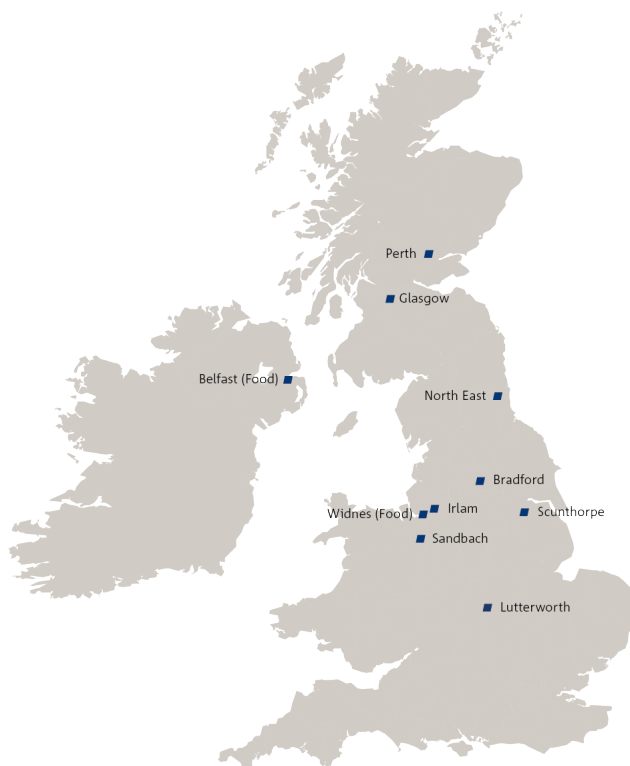 Perth
Glasgow
Belfast (Food)
North East
Bradford
Irlam
Widnes (Food)
Scunthorpe
Sandbach
Lutterworth